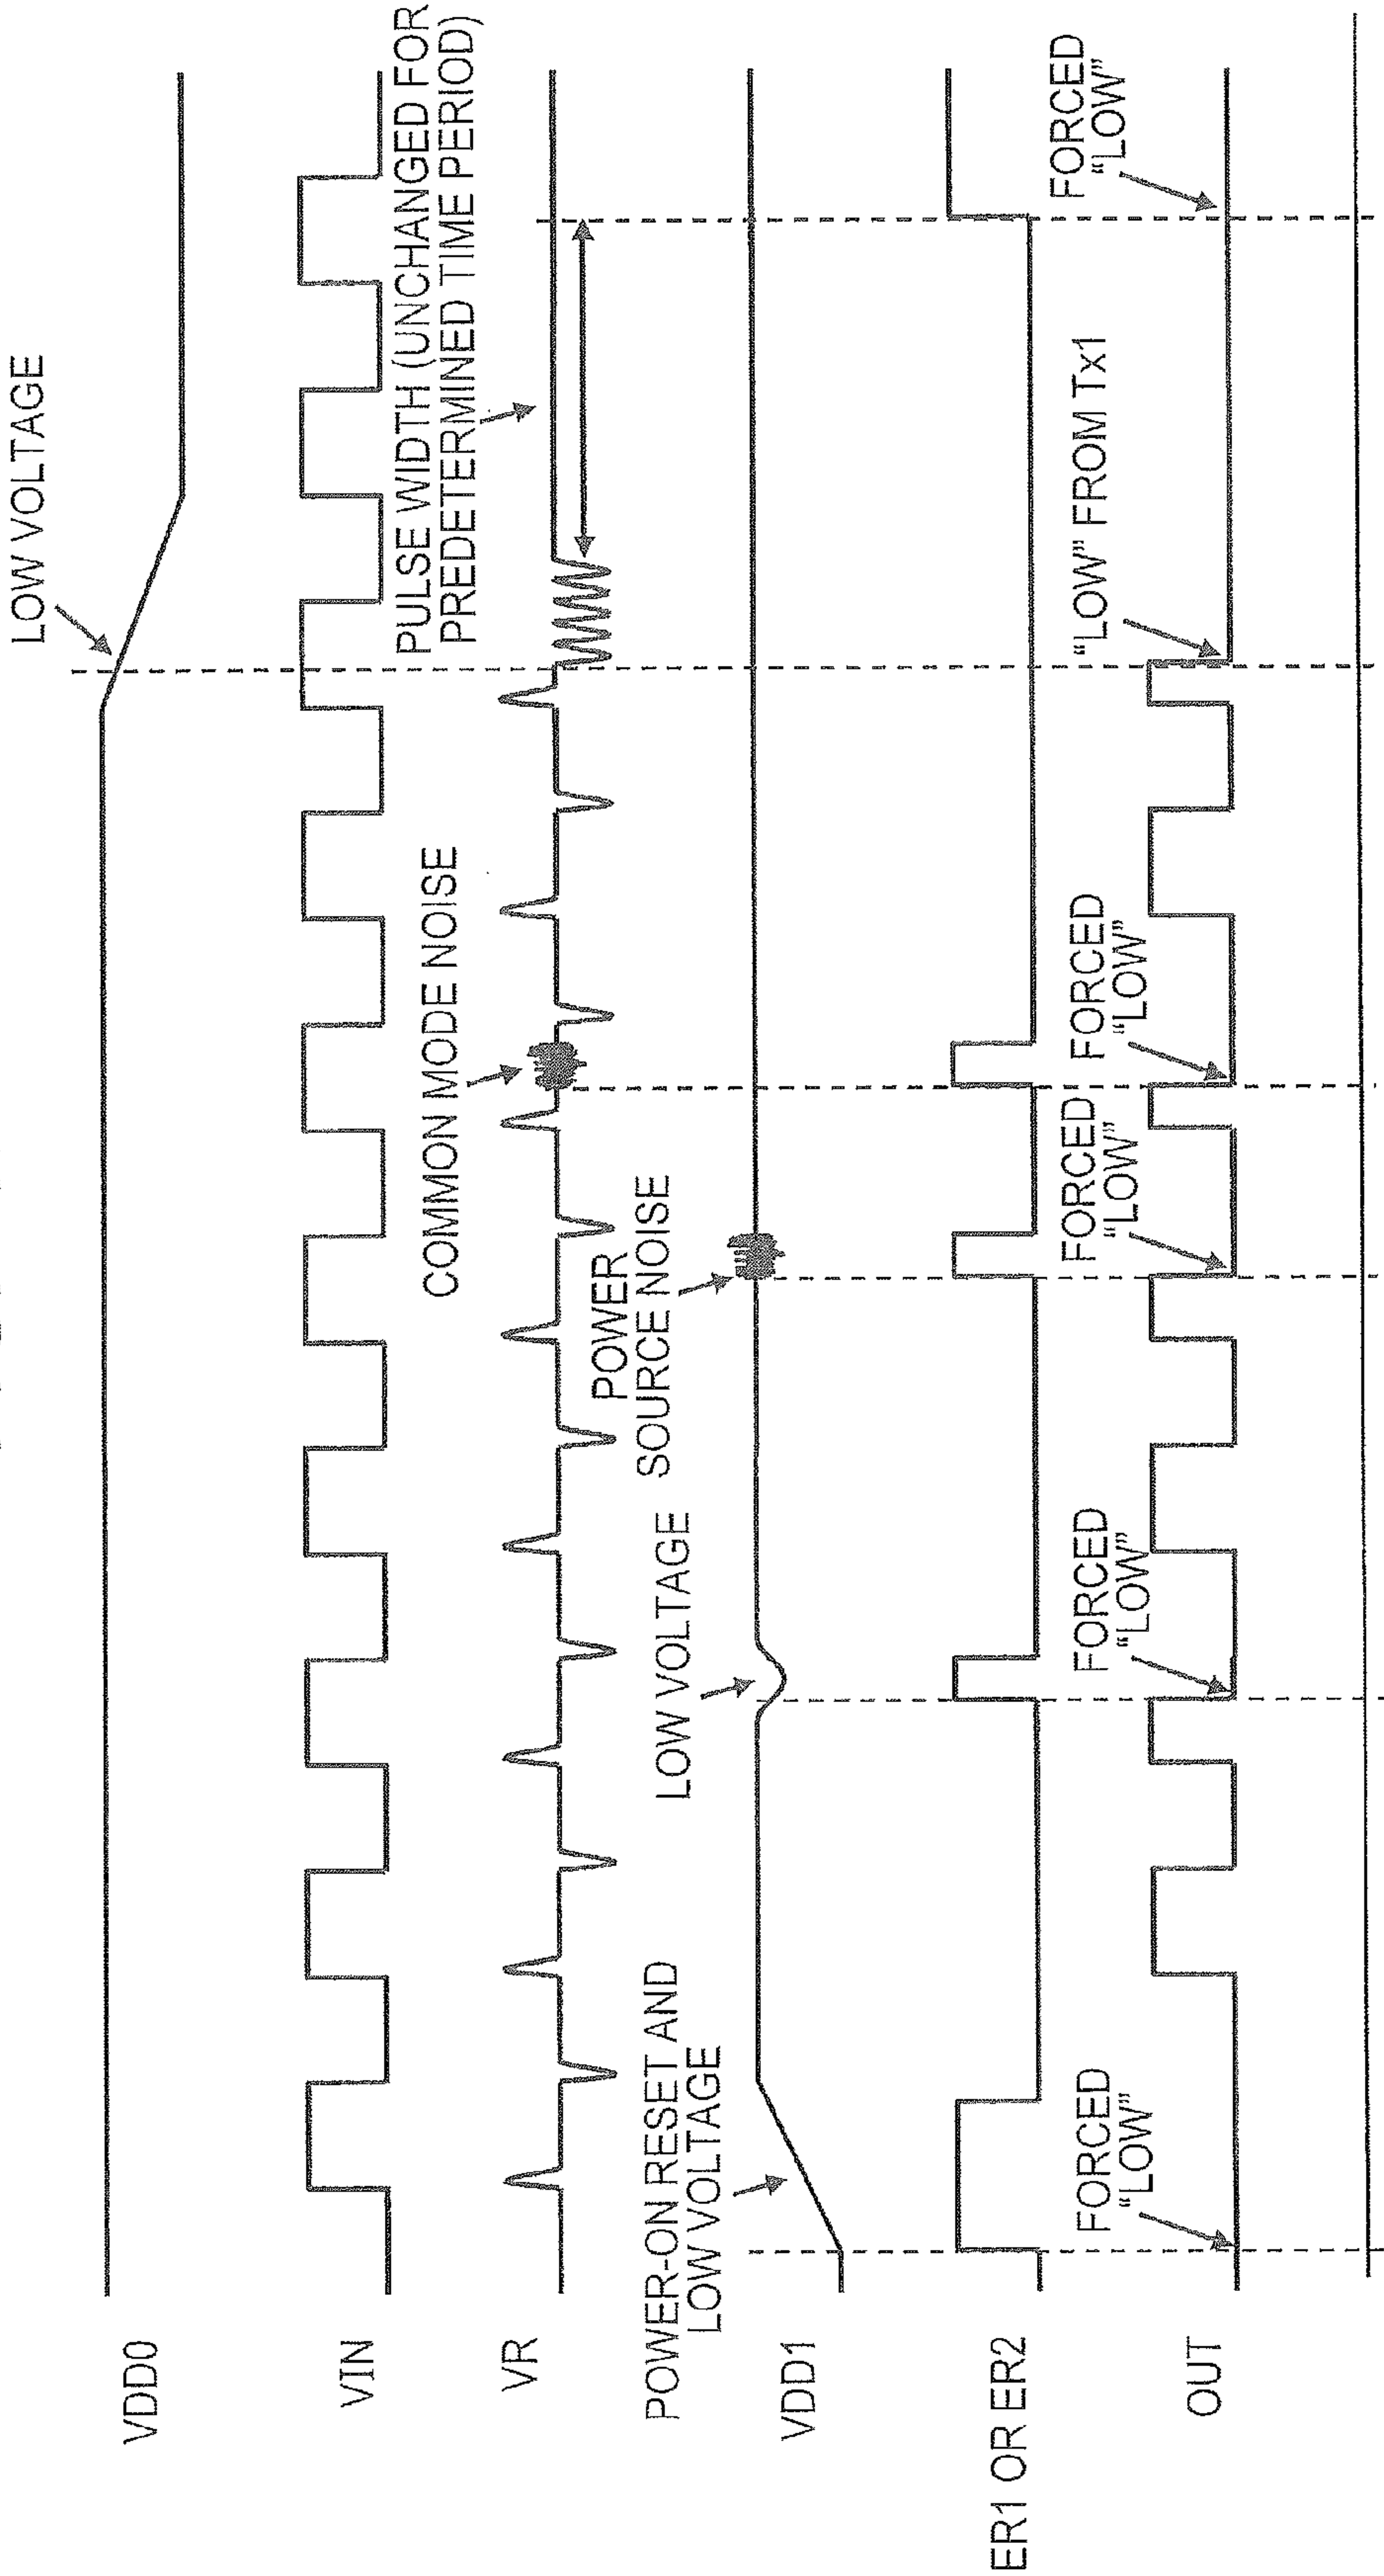 LOW VOLTAGE
VDD0
VIN
PULSE WIDTH (UNCHANGED FOR
PREDETERMINED TIME PERIOD)
COMMON MODE NOISE
VR
POWER
SOURCE NOISE
LOW VOLTAGE
POWER-ON RESET AND
LOW VOLTAGE
VDD1
ER1 OR ER2
FORCED
"LOW"
FORCED
"LOW"
FORCED
"LOW"
FORCED
"LOW"
"LOW" FROM Tx1
FORCED
"LOW"
OUT